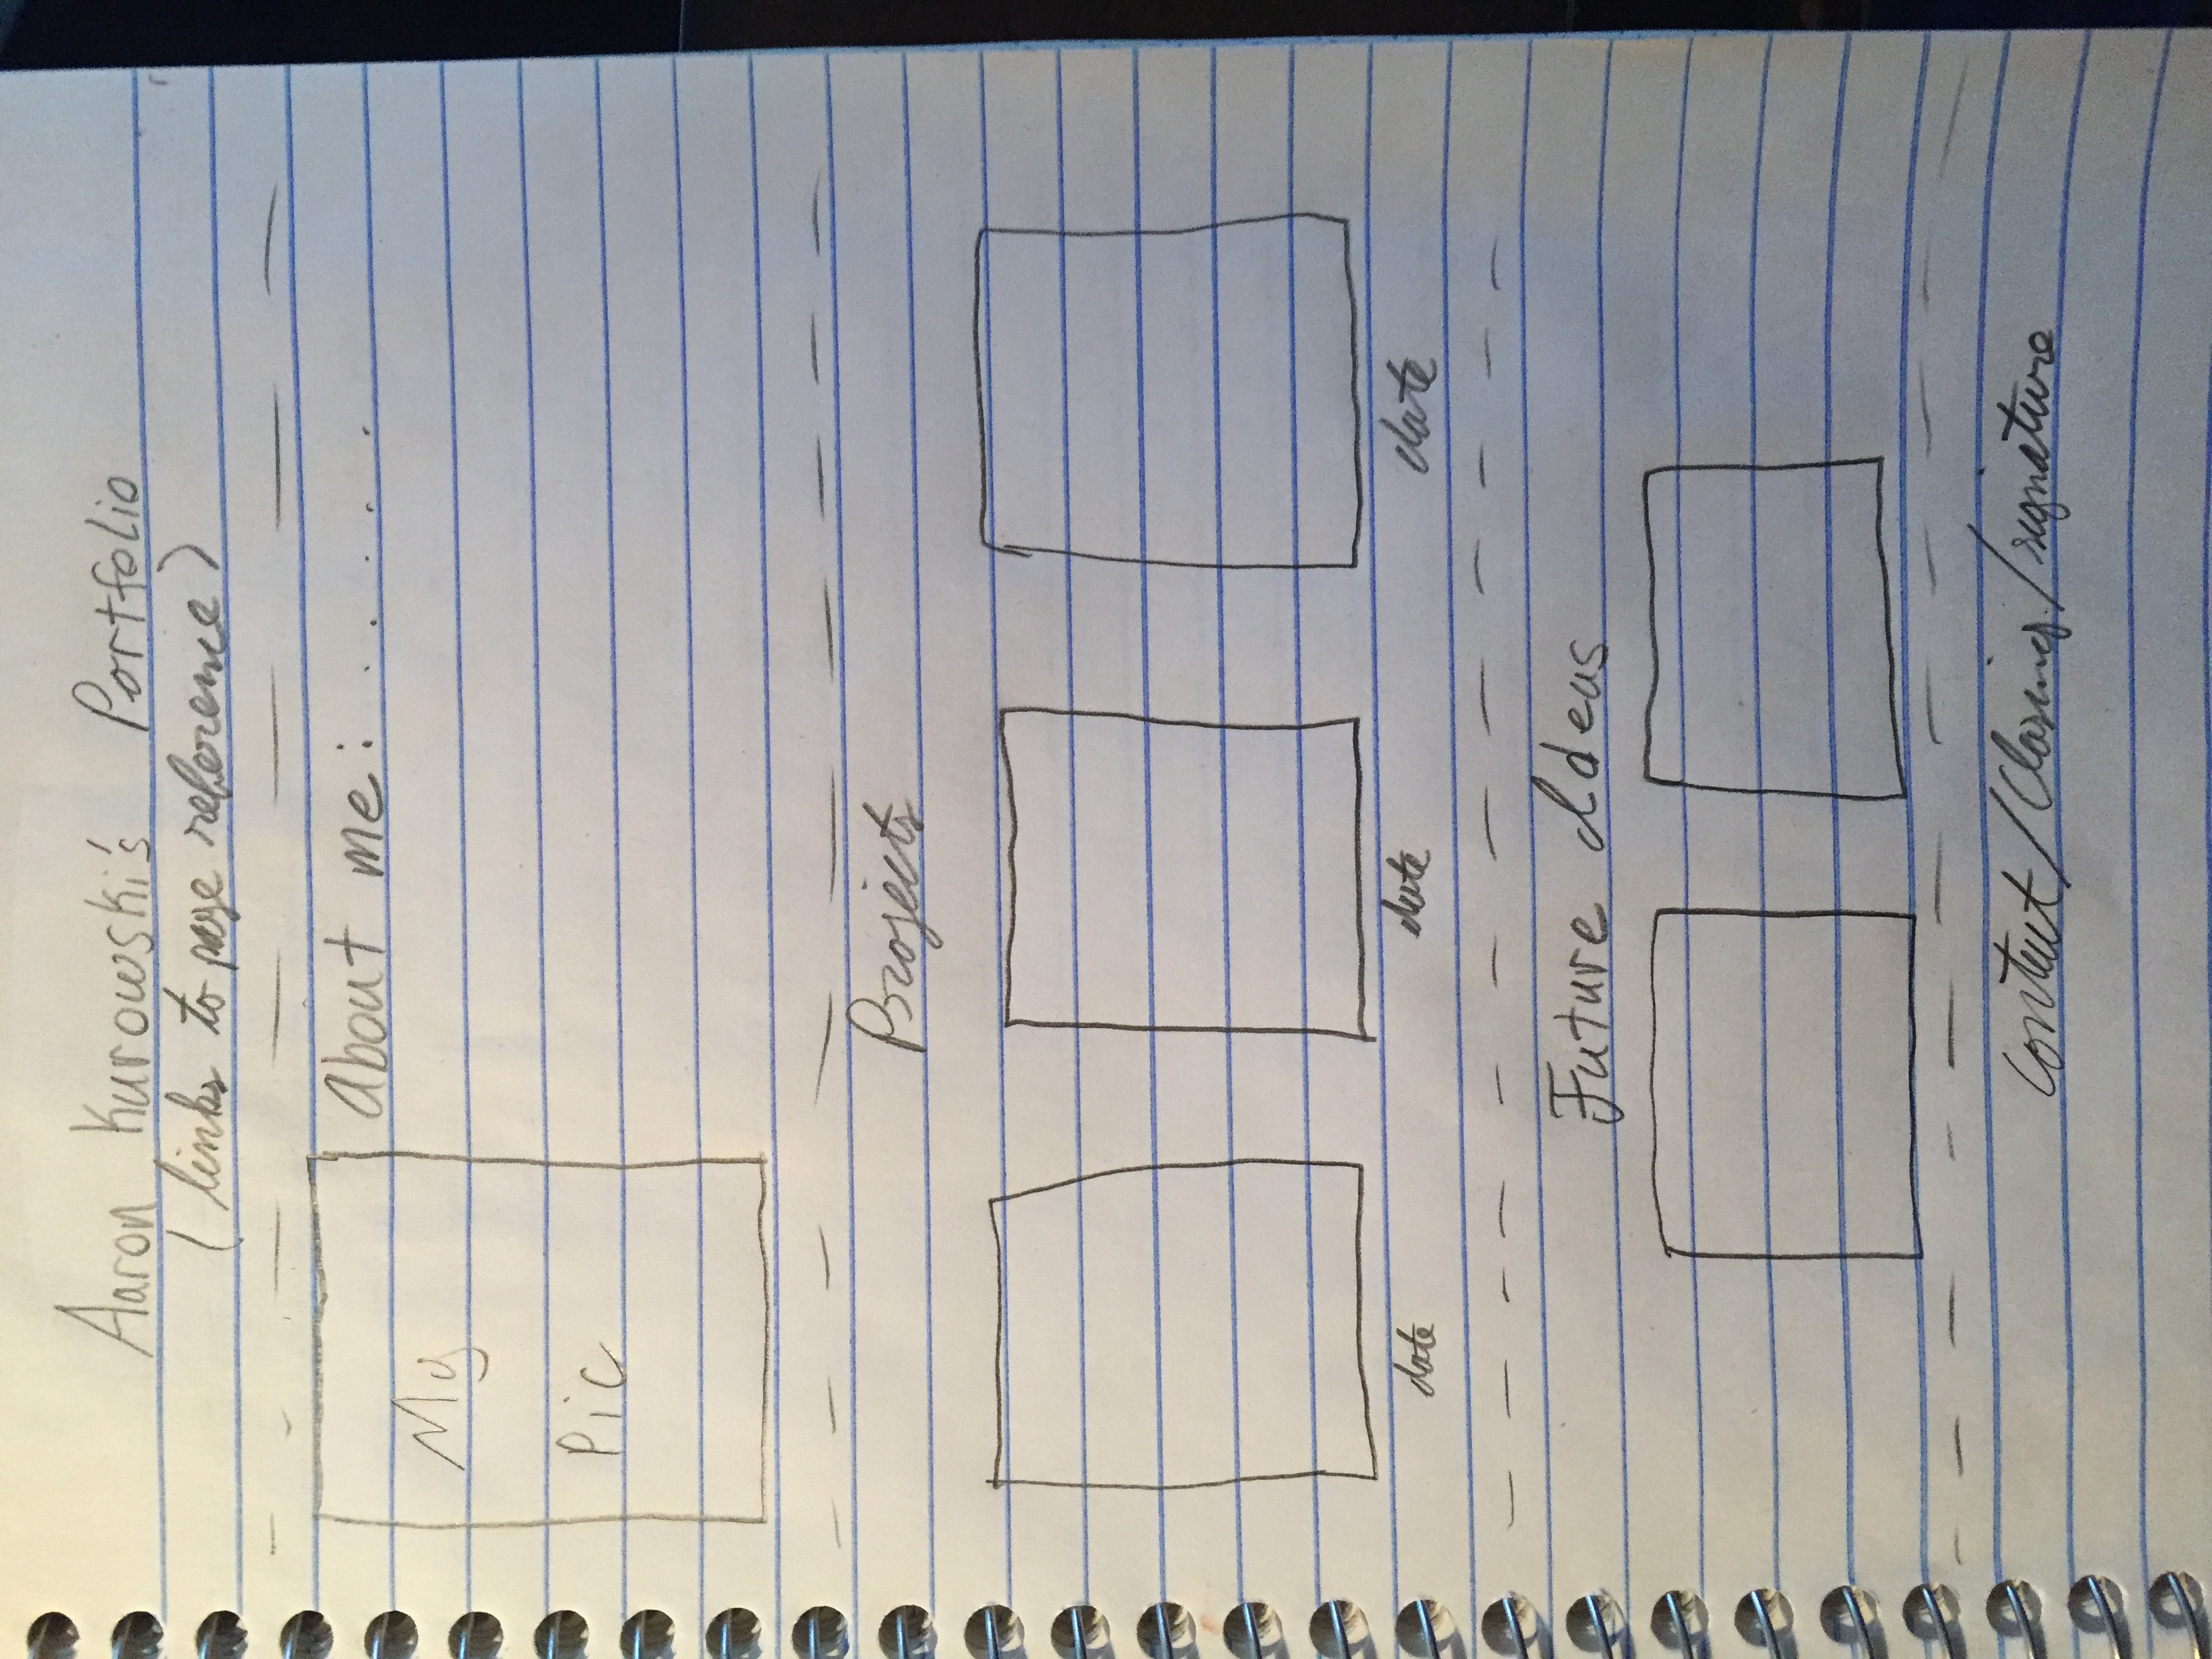 Aaron Kurowski's Portfolio
(links to page reference)
About me: . . . . .
My
Pic
Projects
date date date
Future Ideas
Contact/Closing/signature